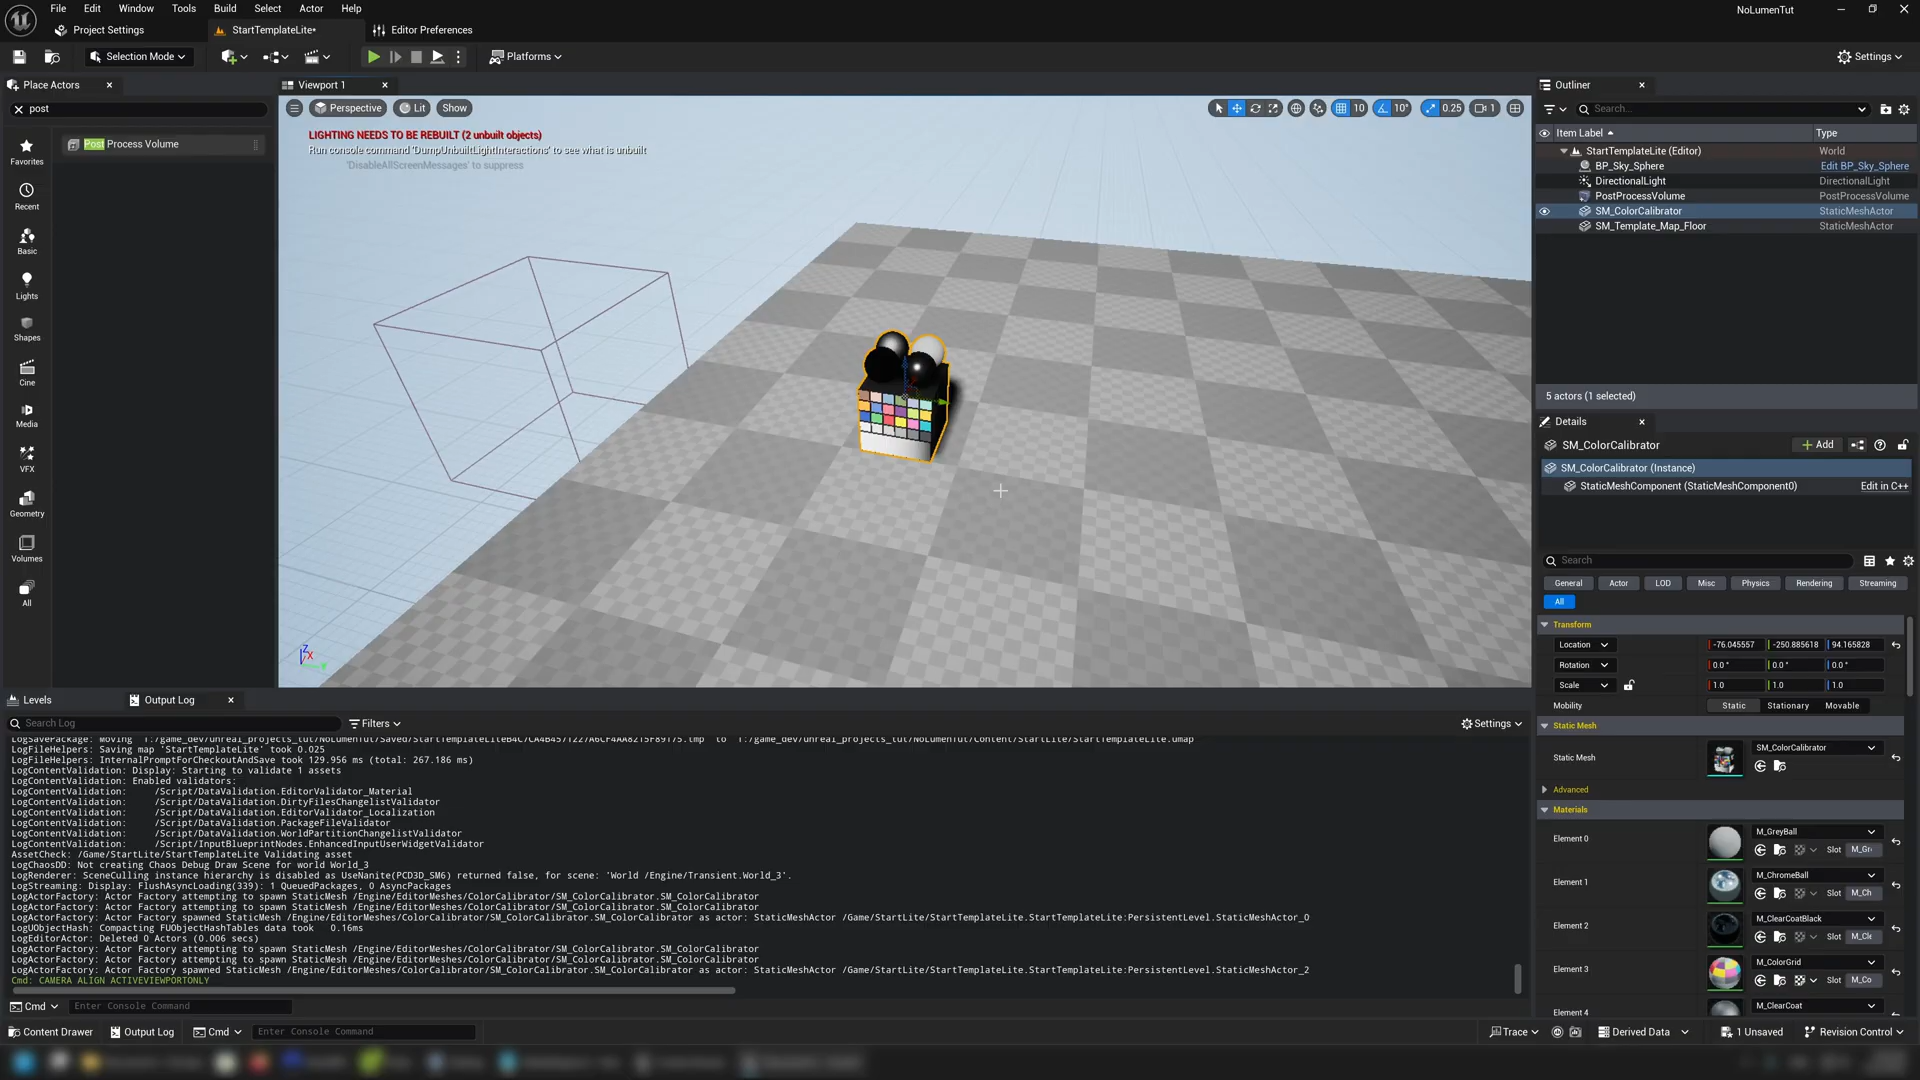 File Edit Window Tools Build Select Actor Help
NoLumenTut
Project Settings
StartTemplateLite*
Editor Preferences
Selection Mode
Platforms
Settings
Place Actors
post
Favorites
Recent
Basic
Lights
Shapes
Cine
Media
VFX
Geometry
Volumes
All
Post Process Volume
Viewport 1
Perspective
Lit
Show
10
10°
0.25
1
LIGHTING NEEDS TO BE REBUILT (2 unbuilt objects)
Run console command 'DumpUnbuiltLightInteractions' to see what is unbuilt
'DisableAllScreenMessages' to suppress
Z
X
Outliner
Search...
Item Label Type
StartTemplateLite (Editor) World
BP_Sky_Sphere Edit BP_Sky_Sphere
DirectionalLight DirectionalLight
PostProcessVolume PostProcessVolume
SM_ColorCalibrator StaticMeshActor
SM_Template_Map_Floor StaticMeshActor
5 actors (1 selected)
Details
SM_ColorCalibrator
Add
SM_ColorCalibrator (Instance)
StaticMeshComponent (StaticMeshComponent0) Edit in C++
Search
General Actor LOD Misc Physics Rendering Streaming
All
Transform
Location -76.045557 -250.885618 94.165828
Rotation 0.0 ° 0.0 ° 0.0 °
Scale 1.0 1.0 1.0
Mobility Static Stationary Movable
Static Mesh
Static Mesh SM_ColorCalibrator
Advanced
Materials
Element 0 M_GreyBall
Slot M_Gr
Element 1 M_ChromeBall
Slot M_Ch
Element 2 M_ClearCoatBlack
Slot M_Cle
Element 3 M_ColorGrid
Slot M_Co
Element 4 M_ClearCoat
Levels
Output Log
Search Log
Filters
Settings
LogFileHelpers: Saving map 'StartTemplateLite' took 0.025
LogFileHelpers: InternalPromptForCheckoutAndSave took 129.956 ms (total: 267.186 ms)
LogContentValidation: Display: Starting to validate 1 assets
LogContentValidation: Enabled validators:
LogContentValidation: /Script/DataValidation.EditorValidator_Material
LogContentValidation: /Script/DataValidation.DirtyFilesChangelistValidator
LogContentValidation: /Script/DataValidation.EditorValidator_Localization
LogContentValidation: /Script/DataValidation.PackageFileValidator
LogContentValidation: /Script/DataValidation.WorldPartitionChangelistValidator
LogContentValidation: /Script/InputBlueprintNodes.EnhancedInputUserWidgetValidator
AssetCheck: /Game/StartLite/StartTemplateLite Validating asset
LogChaosDD: Not creating Chaos Debug Draw Scene for world World_3
LogRenderer: SceneCulling instance hierarchy is disabled as UseNanite(PCD3D_SM6) returned false, for scene: 'World /Engine/Transient.World_3'.
LogStreaming: Display: FlushAsyncLoading(339): 1 QueuedPackages, 0 AsyncPackages
LogActorFactory: Actor Factory attempting to spawn StaticMesh /Engine/EditorMeshes/ColorCalibrator/SM_ColorCalibrator.SM_ColorCalibrator
LogActorFactory: Actor Factory attempting to spawn StaticMesh /Engine/EditorMeshes/ColorCalibrator/SM_ColorCalibrator.SM_ColorCalibrator
LogActorFactory: Actor Factory spawned StaticMesh /Engine/EditorMeshes/ColorCalibrator/SM_ColorCalibrator.SM_ColorCalibrator as actor: StaticMeshActor /Game/StartLite/StartTemplateLite.StartTemplateLite:PersistentLevel.StaticMeshActor_0
LogUObjectHash: Compacting FUObjectHashTables data took 0.16ms
LogEditorActor: Deleted 0 Actors (0.006 secs)
LogActorFactory: Actor Factory attempting to spawn StaticMesh /Engine/EditorMeshes/ColorCalibrator/SM_ColorCalibrator.SM_ColorCalibrator
LogActorFactory: Actor Factory attempting to spawn StaticMesh /Engine/EditorMeshes/ColorCalibrator/SM_ColorCalibrator.SM_ColorCalibrator
LogActorFactory: Actor Factory spawned StaticMesh /Engine/EditorMeshes/ColorCalibrator/SM_ColorCalibrator.SM_ColorCalibrator as actor: StaticMeshActor /Game/StartLite/StartTemplateLite.StartTemplateLite:PersistentLevel.StaticMeshActor_2
Cmd: CAMERA ALIGN ACTIVEVIEWPORTONLY
Cmd Enter Console Command
Content Drawer Output Log Cmd Enter Console Command
Trace Derived Data 1 Unsaved Revision Control